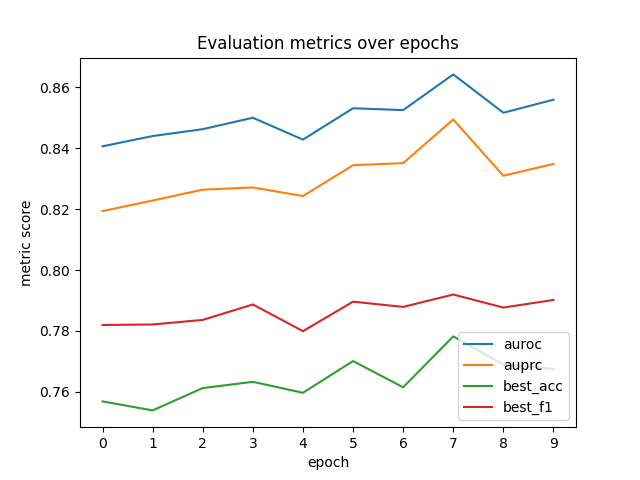 Evaluation metrics over epochs
metric score
0.86
0.84
0.82
0.80
0.78
0.76
auroc
auprc
best_acc
best_f1
0 1 2 3 4 5 6 7 8 9
epoch